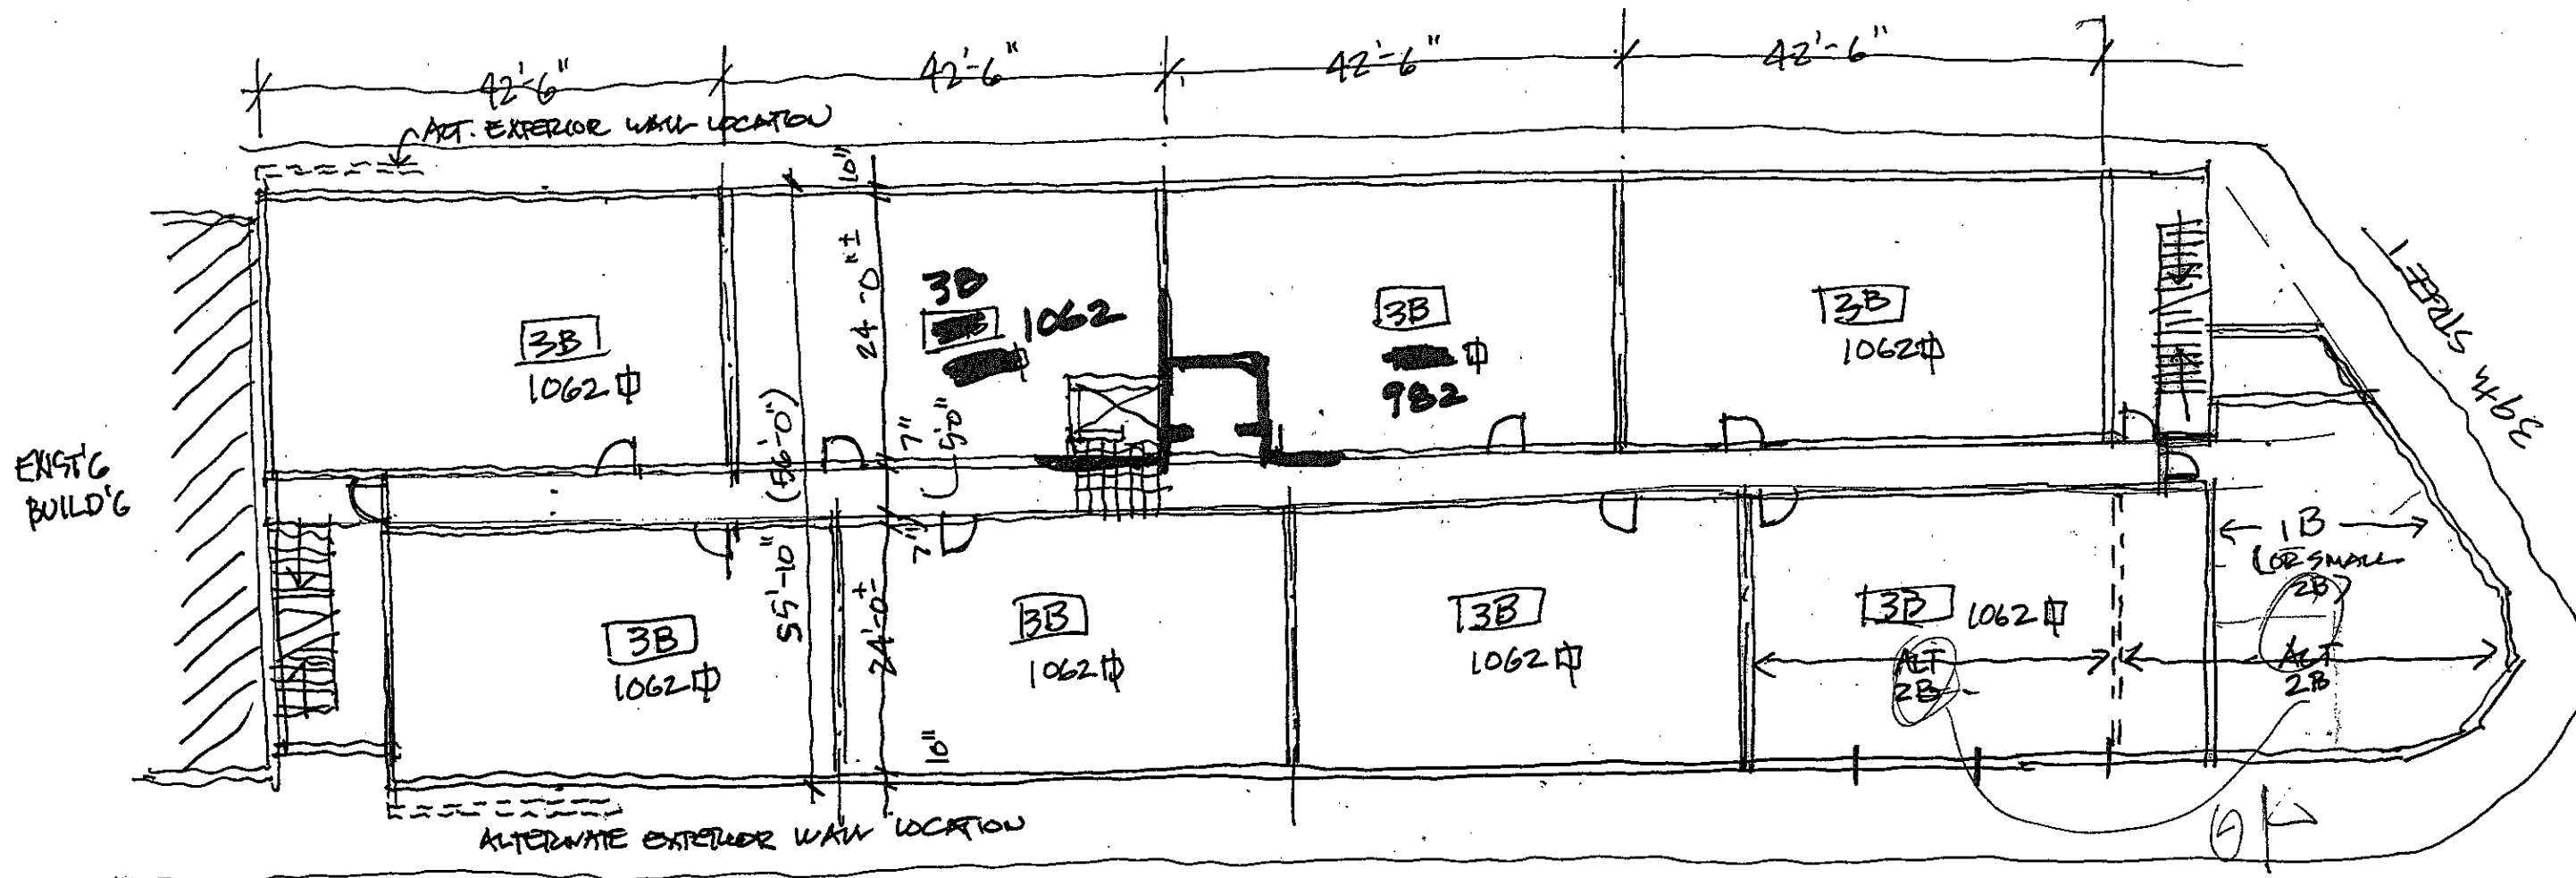 42'-6"
42'-6"
42'-6"
42'-6"
ALT. EXTERIOR WALL LOCATION
10"
24'-0"±
3B
1062
3B
1062
3B
982
3B
1062
39TH STREET
7"
5'-0"
(56'-0")
EXIST'G
BUILD'G
7"
55'-10"
24'-0±
3B
1062
3B
1062
3B
1062
3B 1062
1B
(OR SMALL
2B)
ALT
2B
ALT
2B
10"
ALTERNATE EXTERIOR WALL LOCATION